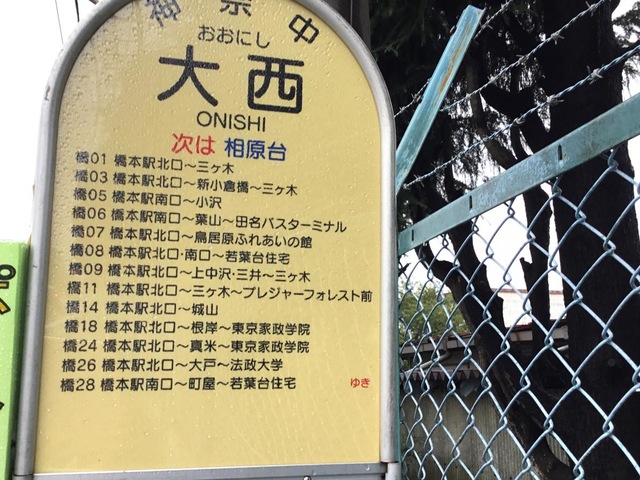 神奈中
おおにし
大西
ONISHI
次は 相原台
橋01 橋本駅北口～三ヶ木
橋03 橋本駅北口～新小倉橋～三ヶ木
橋05 橋本駅南口～小沢
橋06 橋本駅南口～葉山～田名バスターミナル
橋07 橋本駅北口～鳥居原ふれあいの館
橋08 橋本駅北口・南口～若葉台住宅
橋09 橋本駅北口～上中沢・三井～三ヶ木
橋11 橋本駅北口～三ヶ木～プレジャーフォレスト前
橋14 橋本駅北口～城山
橋18 橋本駅北口～根岸～東京家政学院
橋24 橋本駅北口～真米～東京家政学院
橋26 橋本駅北口～大戸～法政大学
橋28 橋本駅南口～町屋～若葉台住宅 ゆき